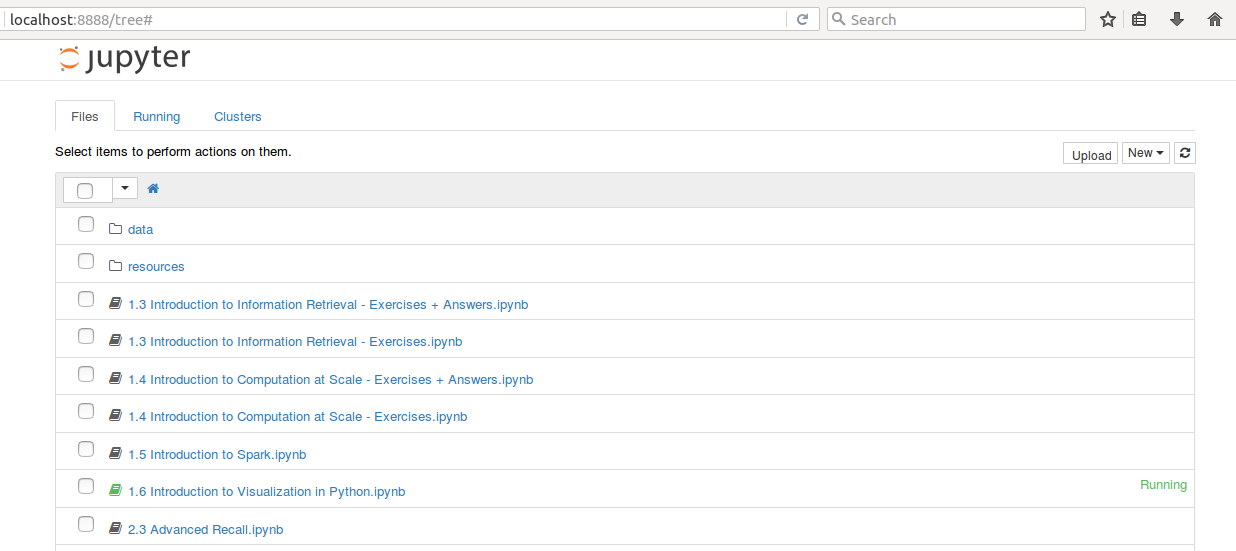 localhost:8888/tree#
Search
jupyter
Files Running Clusters
Select items to perform actions on them.
Upload New
data
resources
1.3 Introduction to Information Retrieval - Exercises + Answers.ipynb
1.3 Introduction to Information Retrieval - Exercises.ipynb
1.4 Introduction to Computation at Scale - Exercises + Answers.ipynb
1.4 Introduction to Computation at Scale - Exercises.ipynb
1.5 Introduction to Spark.ipynb
1.6 Introduction to Visualization in Python.ipynb Running
2.3 Advanced Recall.ipynb